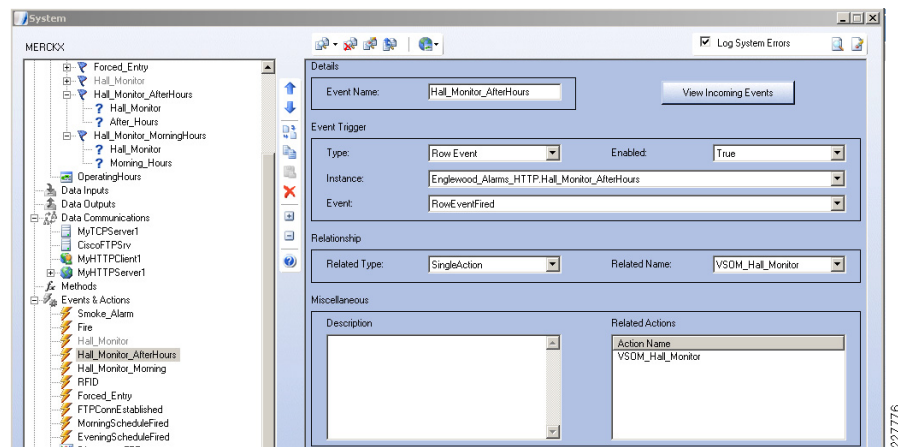 System
MERCKX
Log System Errors
Forced_Entry
Hall_Monitor
Hall_Monitor_AfterHours
? Hall_Monitor
? After_Hours
Hall_Monitor_MorningHours
? Hall_Monitor
? Morning_Hours
OperatingHours
Data Inputs
Data Outputs
Data Communications
MyTCPServer1
CiscoFTPSrv
MyHTTPClient1
MyHTTPServer1
fx Methods
Events & Actions
Smoke_Alarm
Fire
Hall_Monitor
Hall_Monitor_AfterHours
Hall_Monitor_Morning
RFID
Forced_Entry
FTPConnEstablished
MorningScheduleFired
EveningScheduleFired
Details
Event Name: Hall_Monitor_AfterHours
View Incoming Events
Event Trigger
Type: Row Event Enabled: True
Instance: Englewood_Alarms_HTTP.Hall_Monitor_AfterHours
Event: RowEventFired
Relationship
Related Type: SingleAction Related Name: VSOM_Hall_Monitor
Miscellaneous
Description Related Actions
Action Name
VSOM_Hall_Monitor
227776